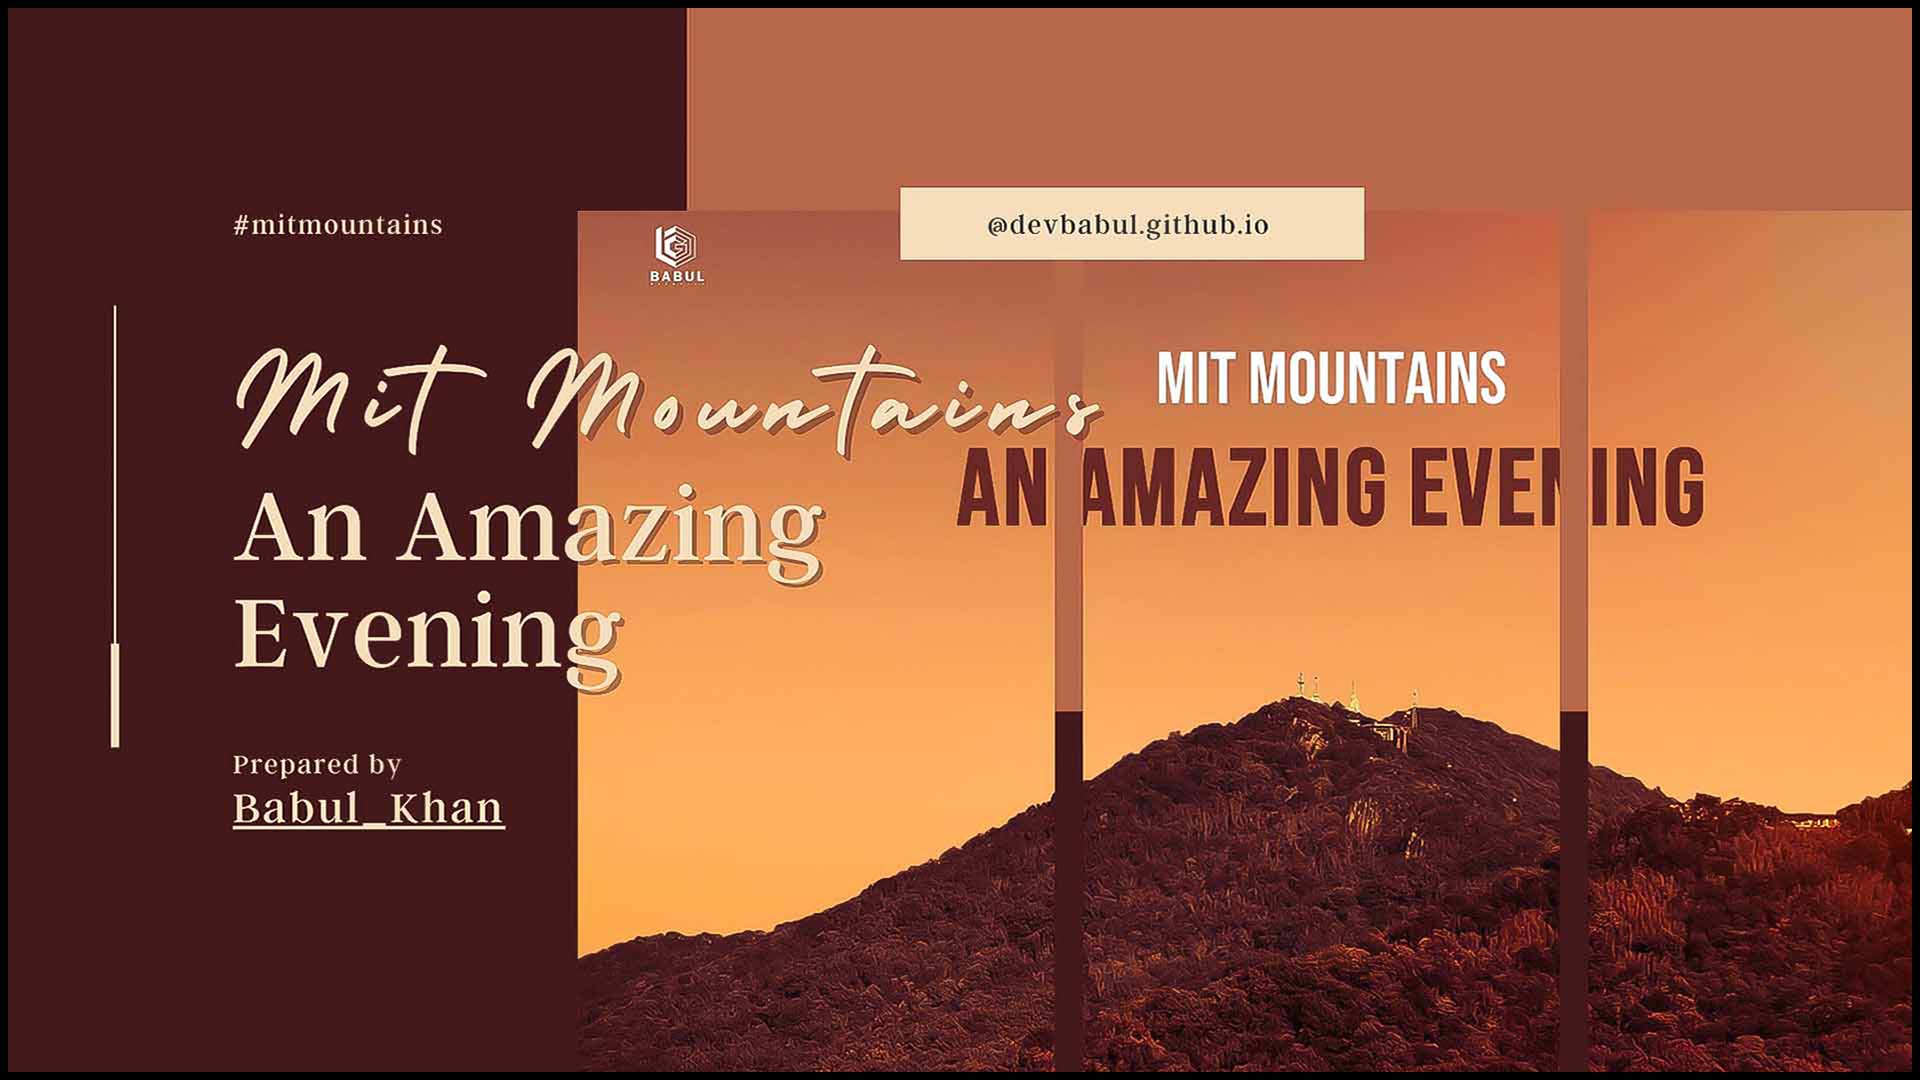 #mitmountains
@devbabul.github.io
BABUL
Mit Mountains
An Amazing
Evening
MIT MOUNTAINS
AN AMAZING EVENING
Prepared by
Babul_Khan